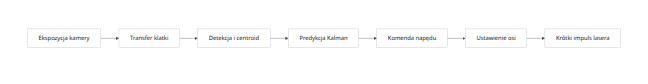 Ekspozycja kamery
Transfer klatki
Detekcja i centroid
Predykcja Kalman
Komenda napędu
Ustawienie osi
Krótki impuls lasera